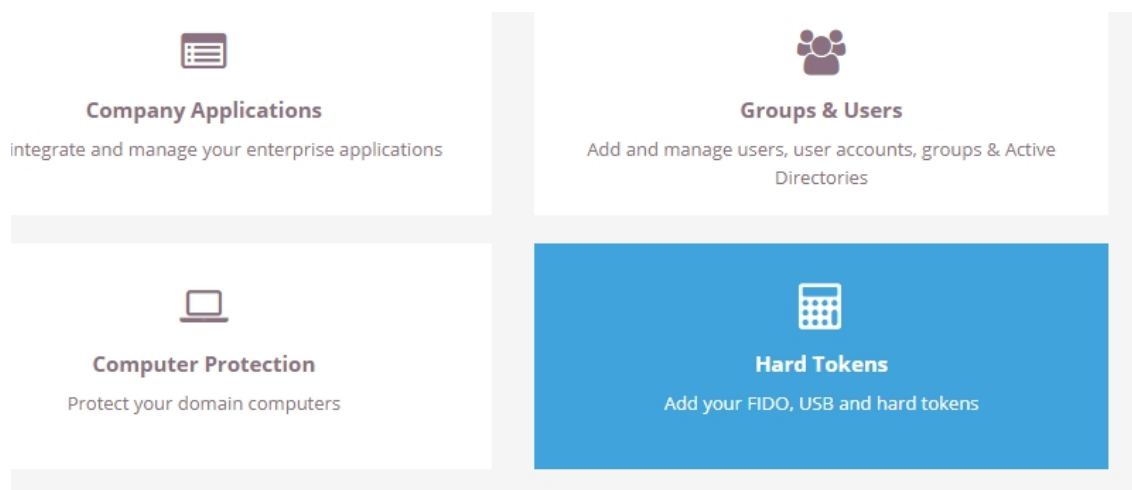 Company Applications
integrate and manage your enterprise applications
Groups & Users
Add and manage users, user accounts, groups & Active
Directories
Computer Protection
Protect your domain computers
Hard Tokens
Add your FIDO, USB and hard tokens